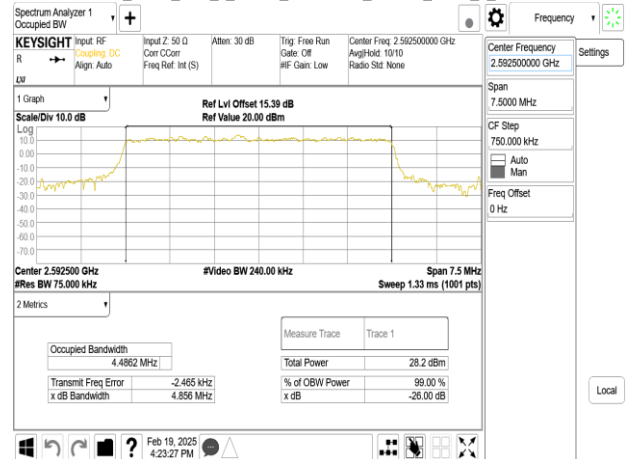 Spectrum Analyzer 1
Occupied BW
Frequency
KEYSIGHT
R
Input: RF
Coupling: DC
Align: Auto
Input Z: 50 Ω
Corr CCorr
Freq Ref: Int (S)
Atten: 30 dB
Trig: Free Run
Gate: Off
#IF Gain: Low
Center Freq: 2.592500000 GHz
Avg|Hold: 10/10
Radio Std: None
LXI
Center Frequency
2.592500000 GHz
Settings
Span
7.5000 MHz
CF Step
750.000 kHz
Auto
Man
Freq Offset
0 Hz
1 Graph
Scale/Div 10.0 dB
Ref Lvl Offset 15.39 dB
Ref Value 20.00 dBm
Log
10.0
0.00
-10.0
-20.0
-30.0
-40.0
-50.0
-60.0
-70.0
Center 2.592500 GHz
#Video BW 240.00 kHz
Span 7.5 MHz
#Res BW 75.000 kHz
Sweep 1.33 ms (1001 pts)
2 Metrics
Measure Trace
Trace 1
Occupied Bandwidth
4.4862 MHz
Total Power
28.2 dBm
Transmit Freq Error
-2.465 kHz
% of OBW Power
99.00 %
x dB Bandwidth
4.856 MHz
x dB
-26.00 dB
Local
Feb 19, 2025
4:23:27 PM